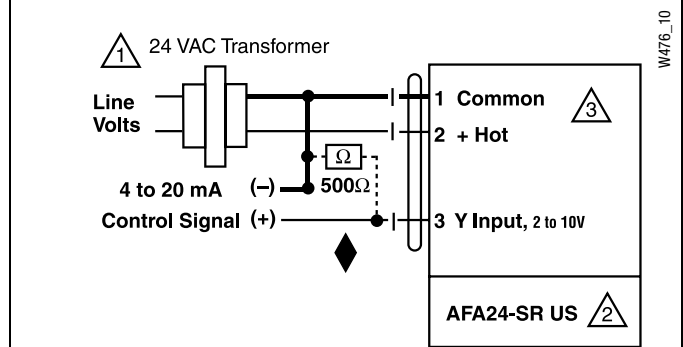 W476_10
1 24 VAC Transformer
Line
Volts
1 Common
3
2 + Hot
Ω
4 to 20 mA (–)
500Ω
Control Signal (+)
3 Y Input, 2 to 10V
AFA24-SR US 2